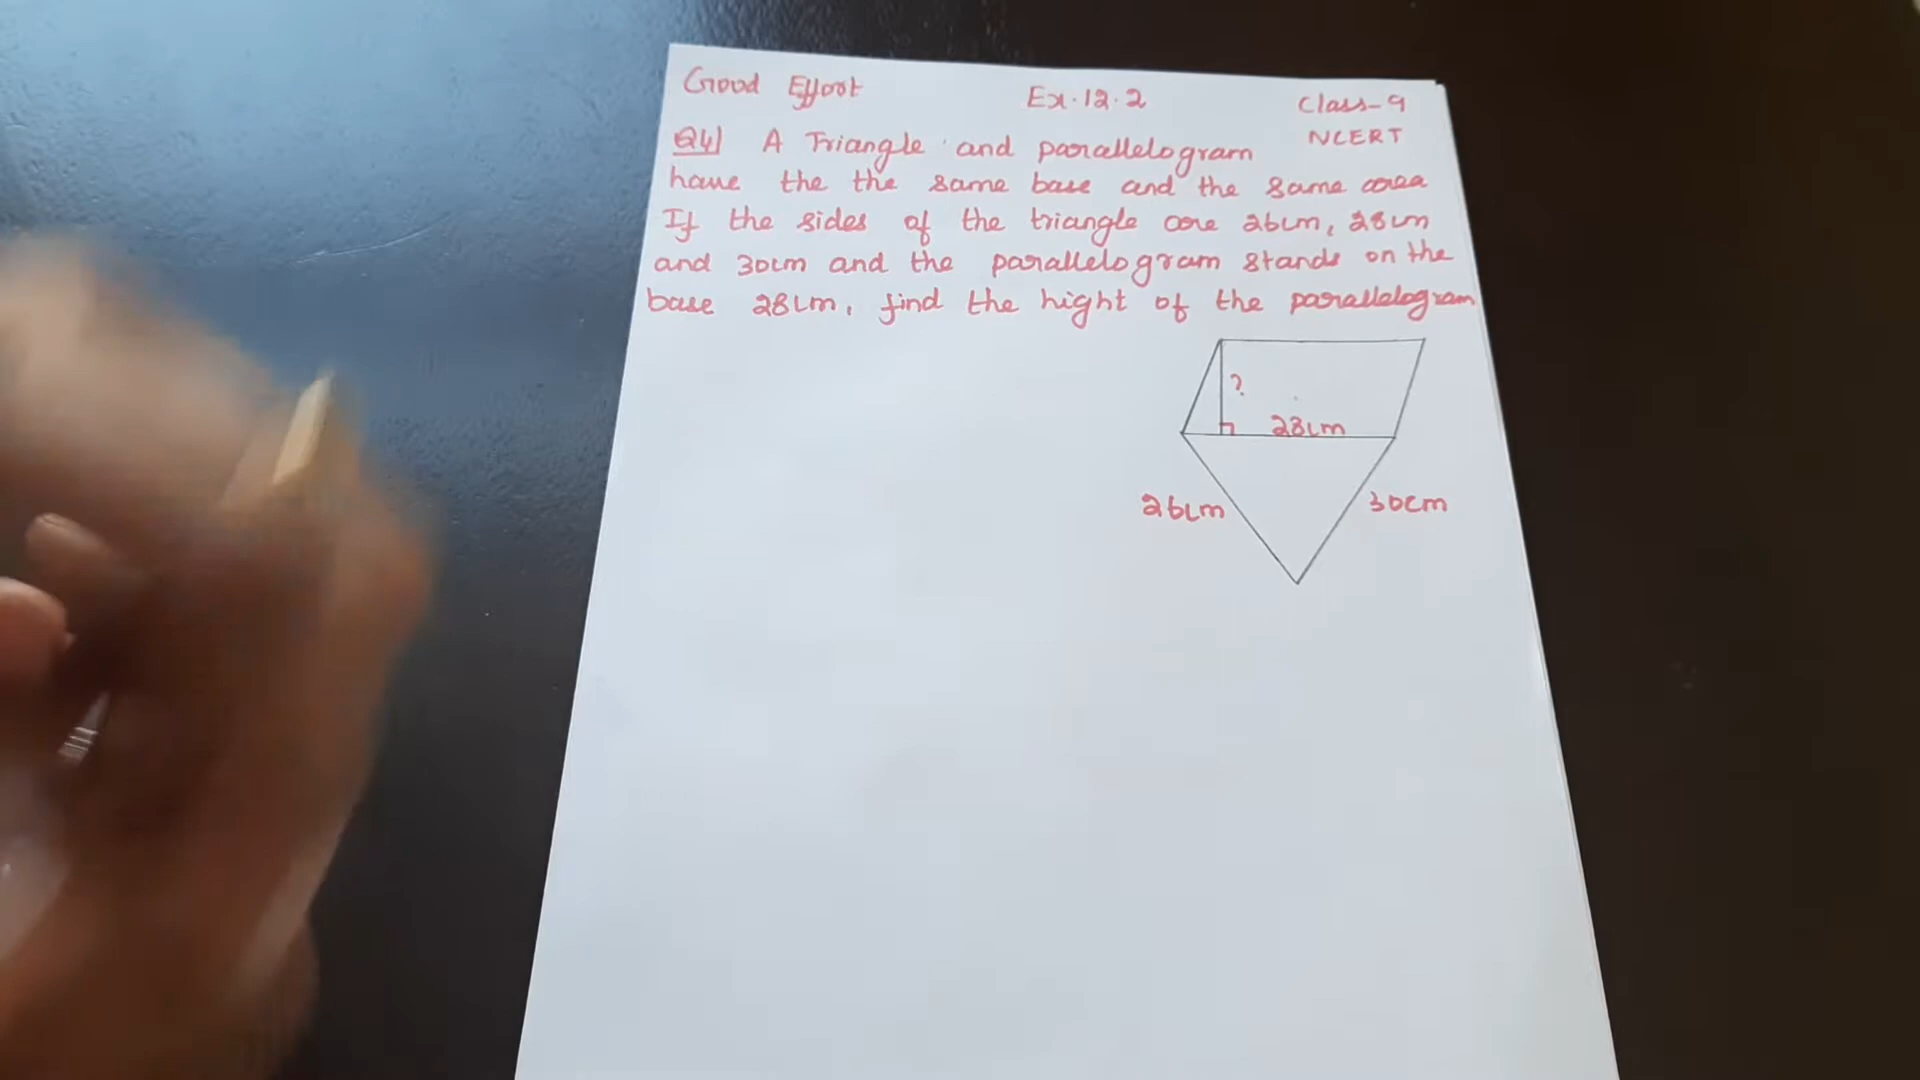 Good Effort Ex.12.2 Class-9
NCERT
Q4) A Triangle and parallelogram
have the the same base and the same area
If the sides of the triangle are 26cm, 28cm
and 30cm and the parallelogram stands on the
base 28cm, find the hight of the parallelogram
?
28cm
26cm 30cm